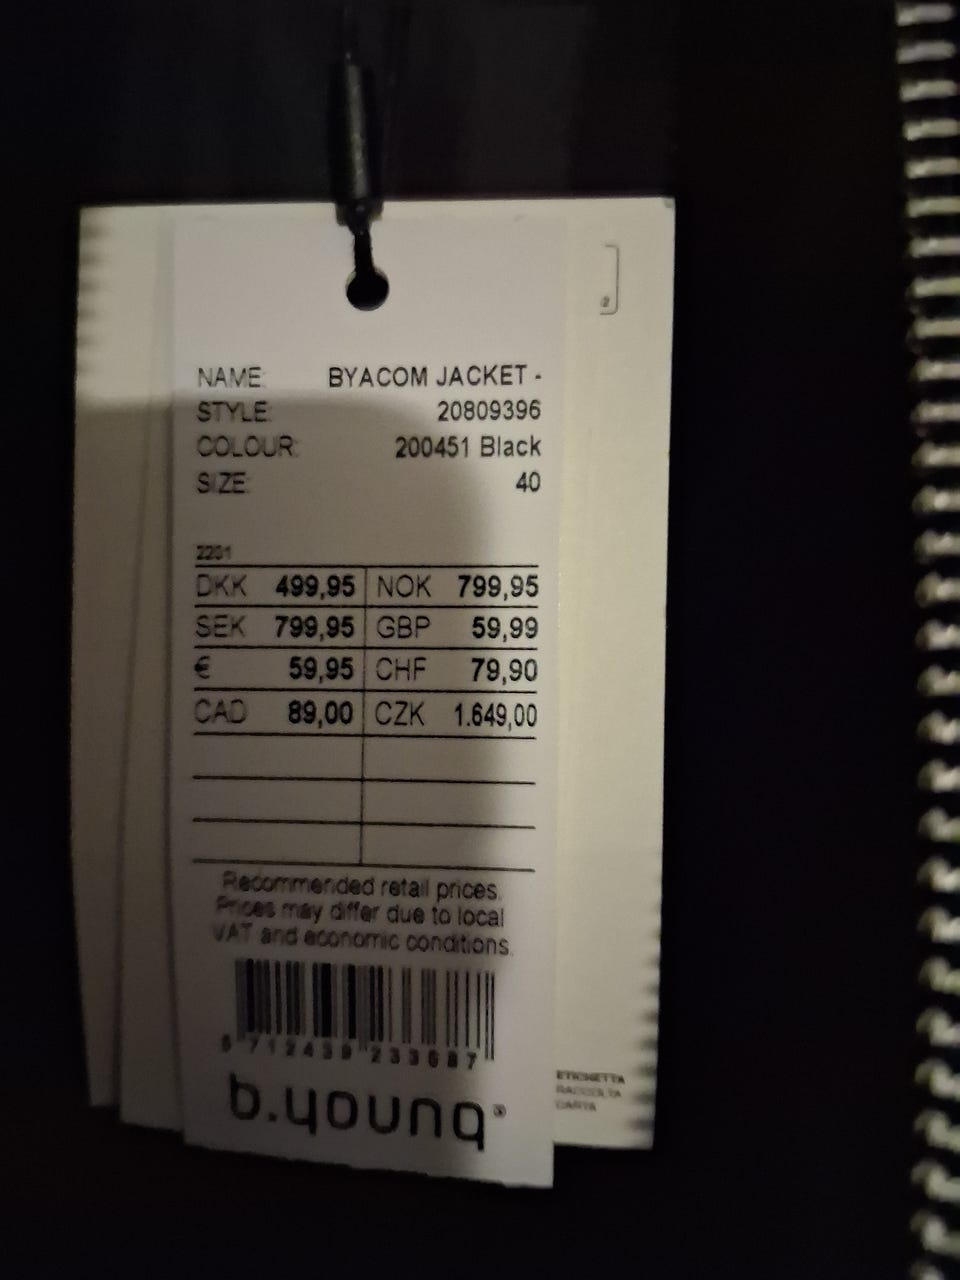 2
NAME: BYACOM JACKET -
STYLE: 20809396
COLOUR: 200451 Black
SIZE: 40
2201
DKK 499,95 NOK 799,95
SEK 799,95 GBP 59,99
€ 59,95 CHF 79,90
CAD 89,00 CZK 1.649,00
Recommended retail prices.
Prices may differ due to local
VAT and economic conditions.
5 712439 233687
b.young®
ETICHETTA
RACCOLTA
CARTA